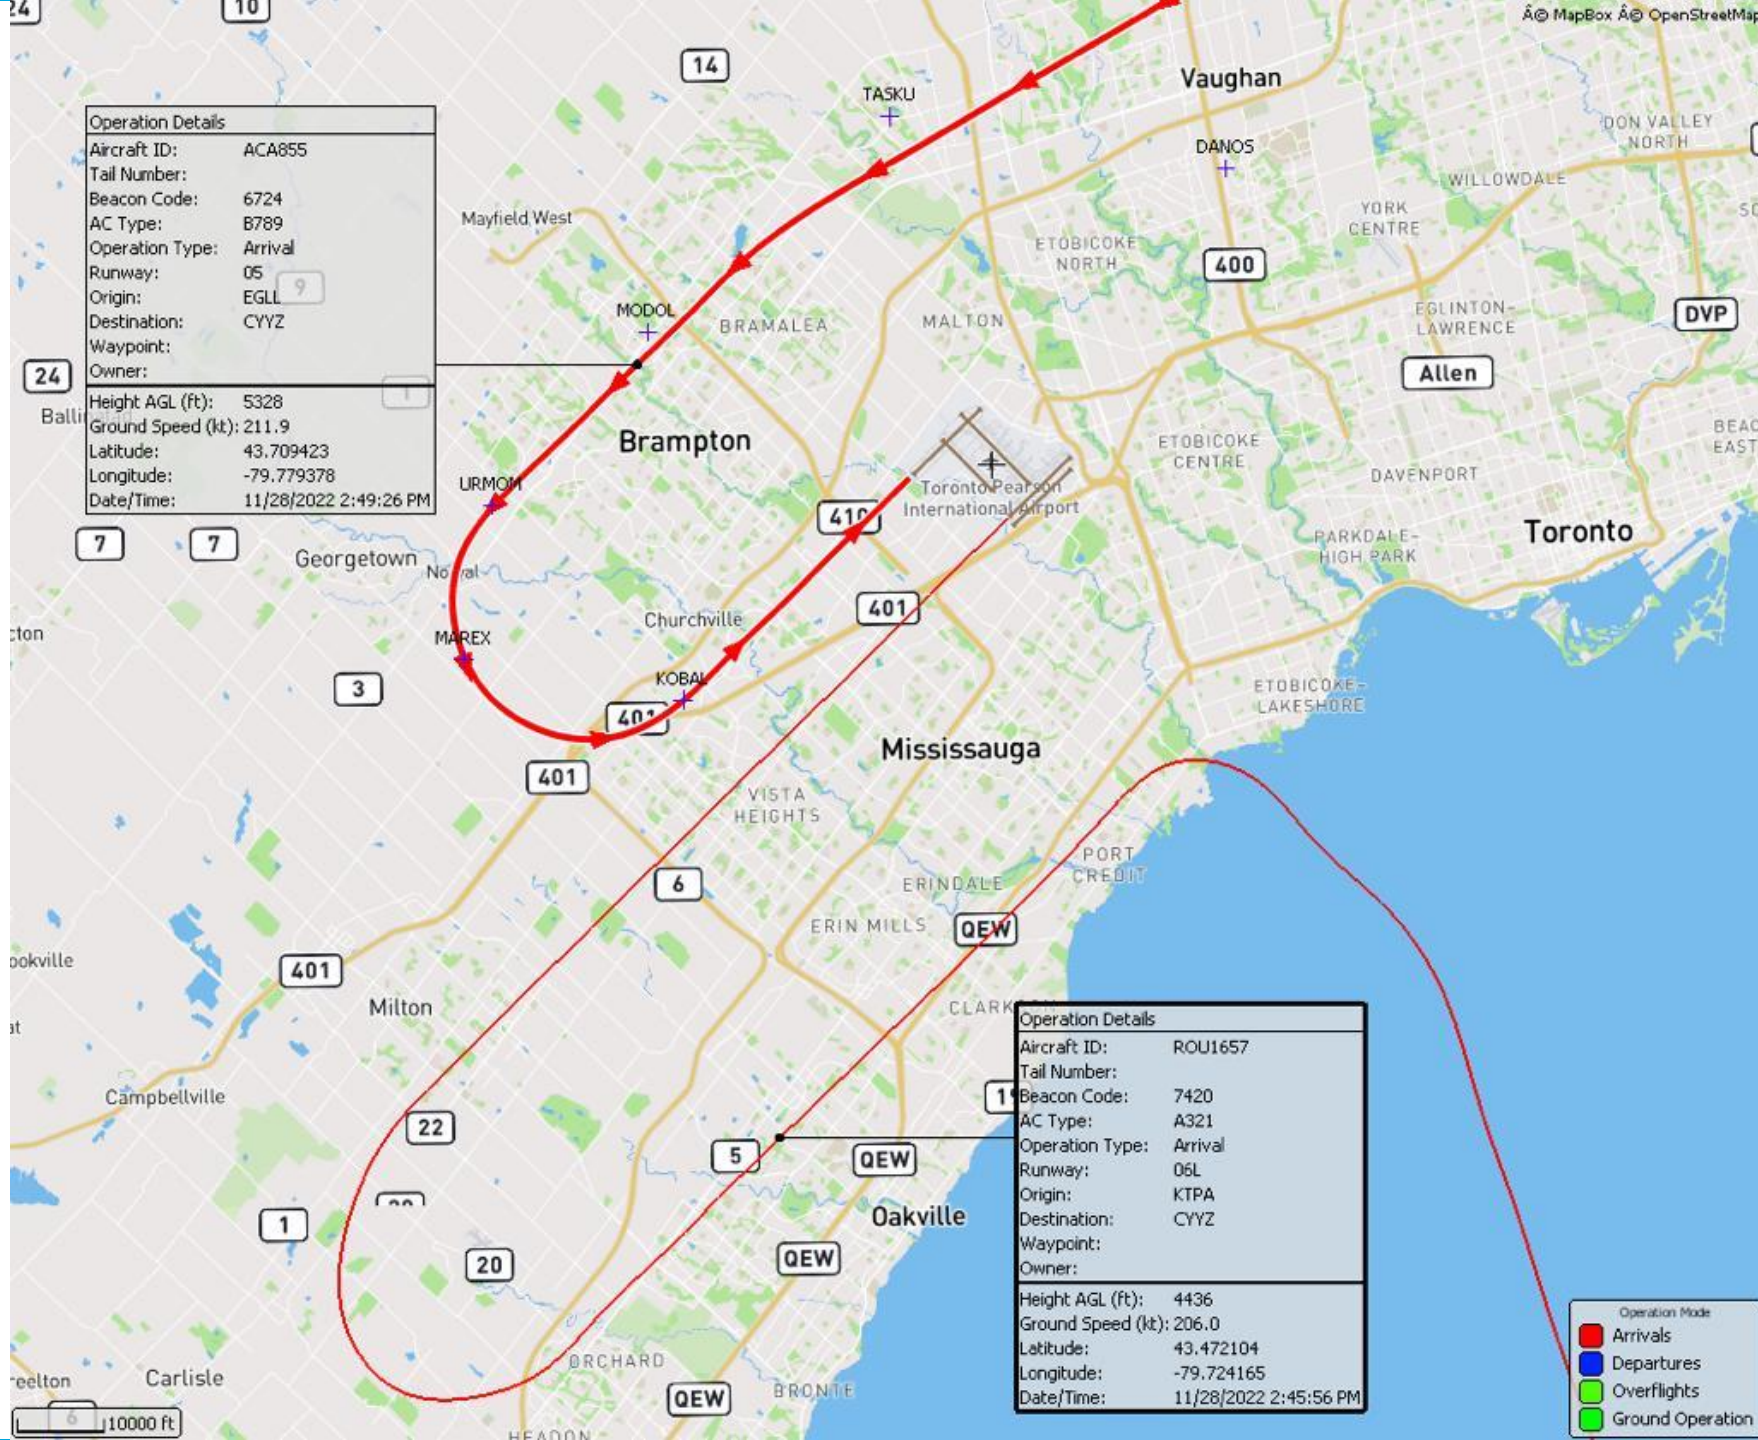 24
10
© MapBox © OpenStreetMap
14
Vaughan
TASKU
DON VALLEY
NORTH
Operation Details
Aircraft ID: ACA855
Tail Number:
Beacon Code: 6724
AC Type: B789
Operation Type: Arrival
Runway: 05
Origin: EGLL
Destination: CYYZ
Waypoint:
Owner:
Height AGL (ft): 5328
Ground Speed (kt): 211.9
Latitude: 43.709423
Longitude: -79.779378
Date/Time: 11/28/2022 2:49:26 PM
9
1
DANOS
WILLOWDALE
YORK
CENTRE
Mayfield West
ETOBICOKE
NORTH
400
MODOL
BRAMALEA
MALTON
EGLINTON-
LAWRENCE
DVP
24
Allen
Brampton
ETOBICOKE
CENTRE
DAVENPORT
URMOM
Toronto Pearson
International Airport
410
7
7
Georgetown
Norval
PARKDALE-
HIGH PARK
Toronto
401
Churchville
MAREX
3
KOBAL
401
ETOBICOKE-
LAKESHORE
401
Mississauga
VISTA
HEIGHTS
PORT
CREDIT
6
ERINDALE
ERIN MILLS
QEW
401
Milton
Campbellville
22
5
QEW
1
Oakville
20
QEW
Operation Details
Aircraft ID: ROU1657
Tail Number:
Beacon Code: 7420
AC Type: A321
Operation Type: Arrival
Runway: 06L
Origin: KTPA
Destination: CYYZ
Waypoint:
Owner:
Height AGL (ft): 4436
Ground Speed (kt): 206.0
Latitude: 43.472104
Longitude: -79.724165
Date/Time: 11/28/2022 2:45:56 PM
Operation Mode
Arrivals
Departures
Overflights
Ground Operation
ORCHARD
Carlisle
QEW
BRONTE
6
10000 ft